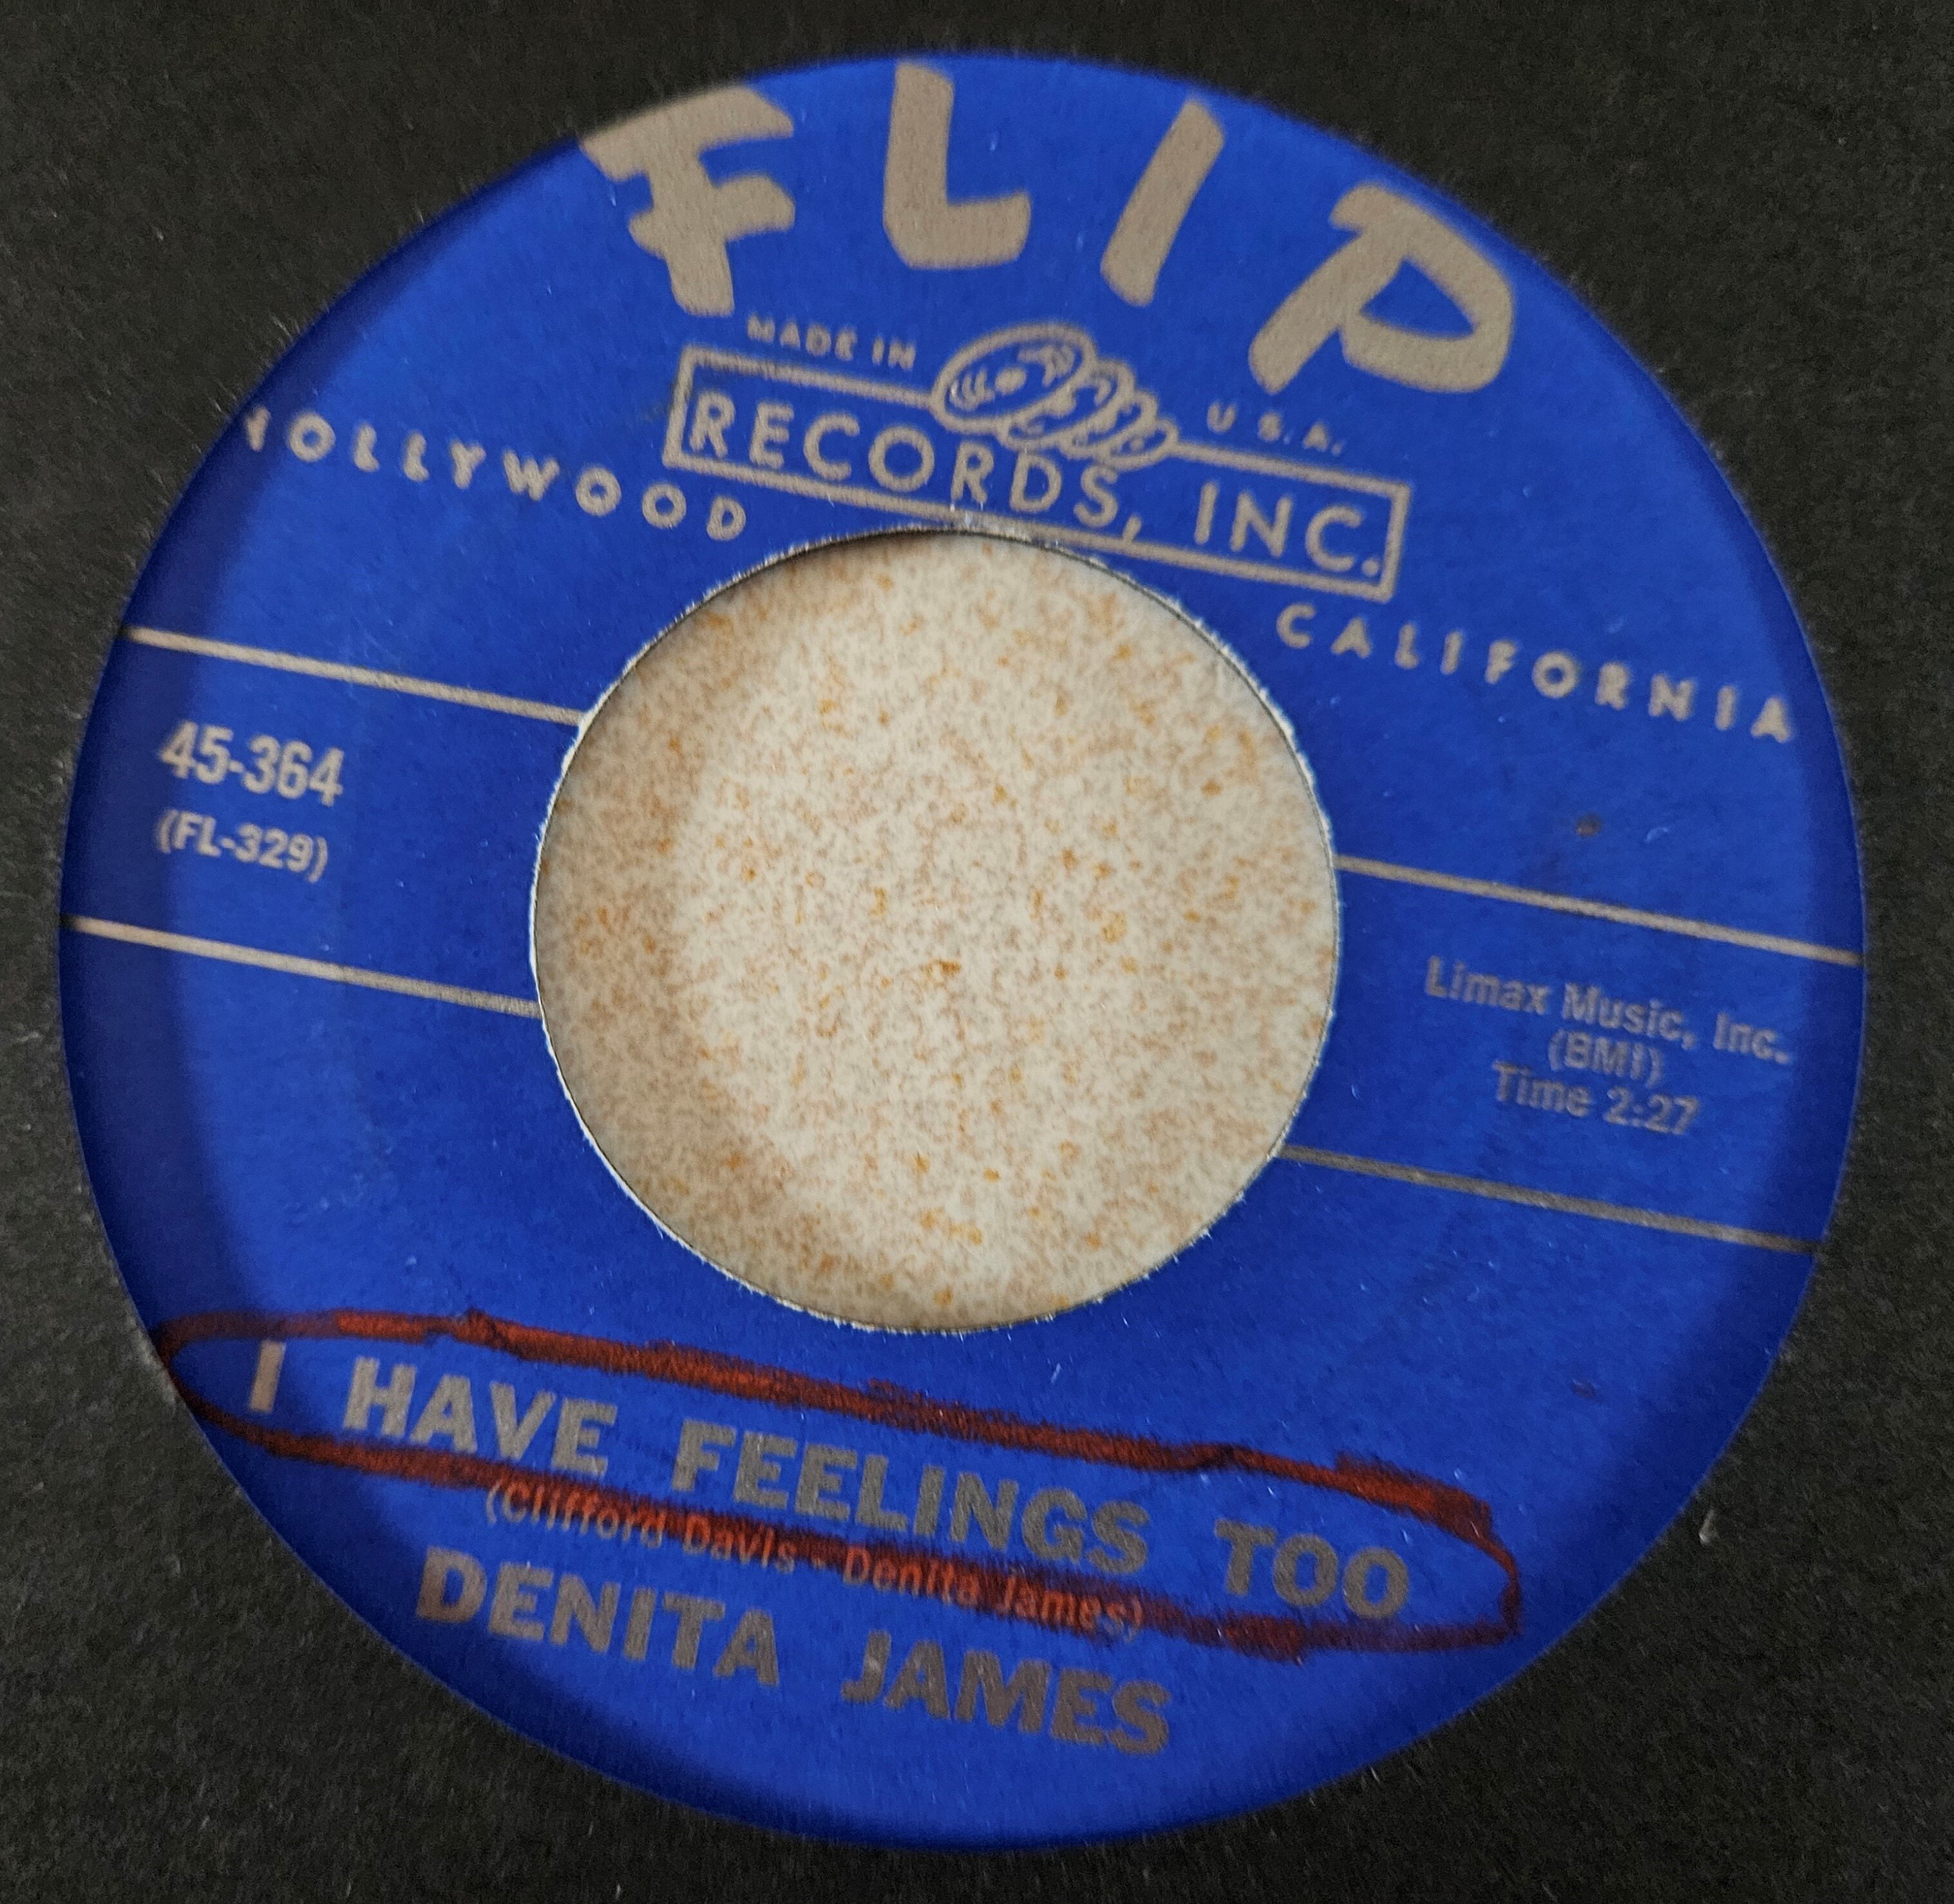 FLIP
MADE IN U.S.A.
RECORDS, INC.
HOLLYWOOD CALIFORNIA
45-364
(FL-329)
Limax Music, Inc.
(BMI)
Time 2:27
I HAVE FEELINGS TOO
(Clifford Davis - Denita James)
DENITA JAMES